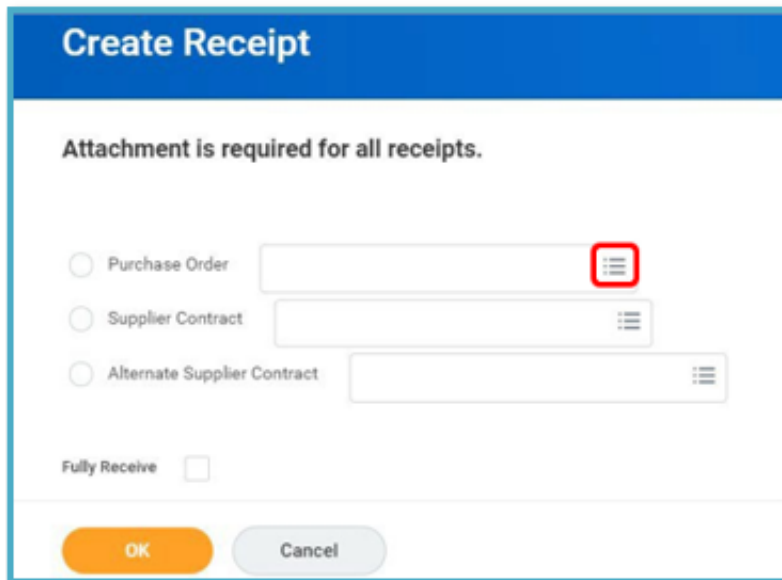 Create Receipt
Attachment is required for all receipts.
Purchase Order
Supplier Contract
Alternate Supplier Contract
Fully Receive
OK Cancel